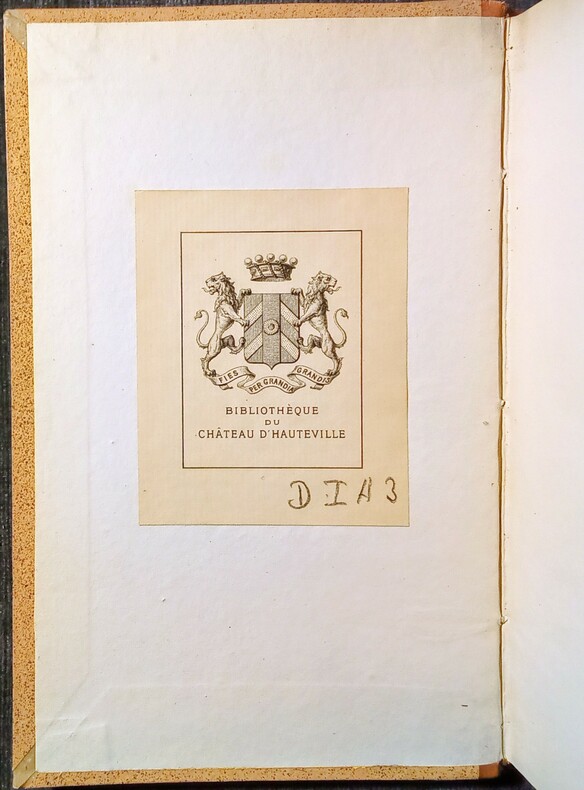 FIES PER GRANDIA GRANDIS
BIBLIOTHÈQUE
DU
CHÂTEAU D'HAUTEVILLE
D I A 3